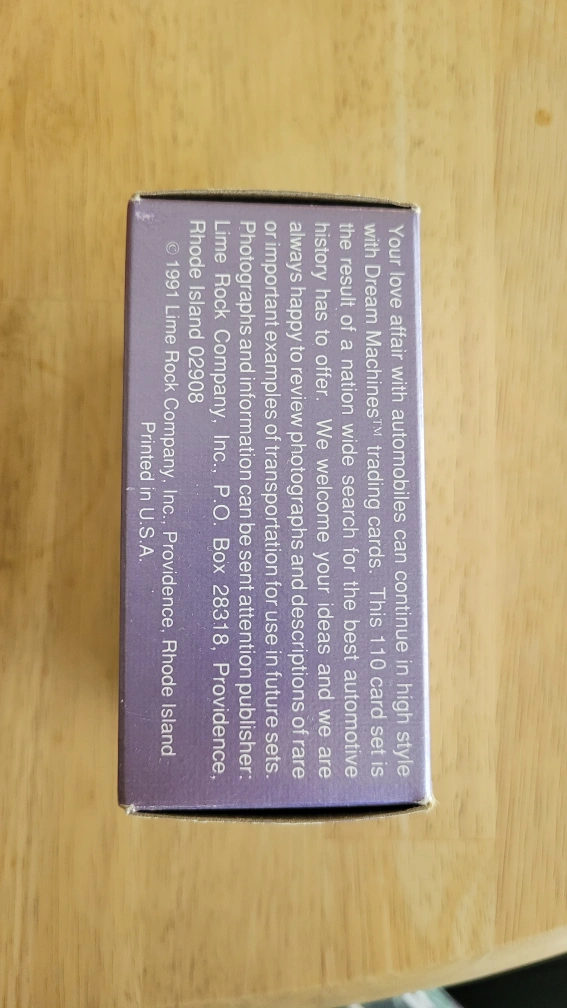 Your love affair with automobiles can continue in high style
with Dream Machines™ trading cards. This 110 card set is
the result of a nation wide search for the best automotive
history has to offer. We welcome your ideas and we are
always happy to review photographs and descriptions of rare
or important examples of transportation for use in future sets.
Photographs and information can be sent attention publisher:
Lime Rock Company, Inc., P.O. Box 28318, Providence,
Rhode Island 02908
© 1991 Lime Rock Company, Inc., Providence, Rhode Island
Printed in U.S.A.